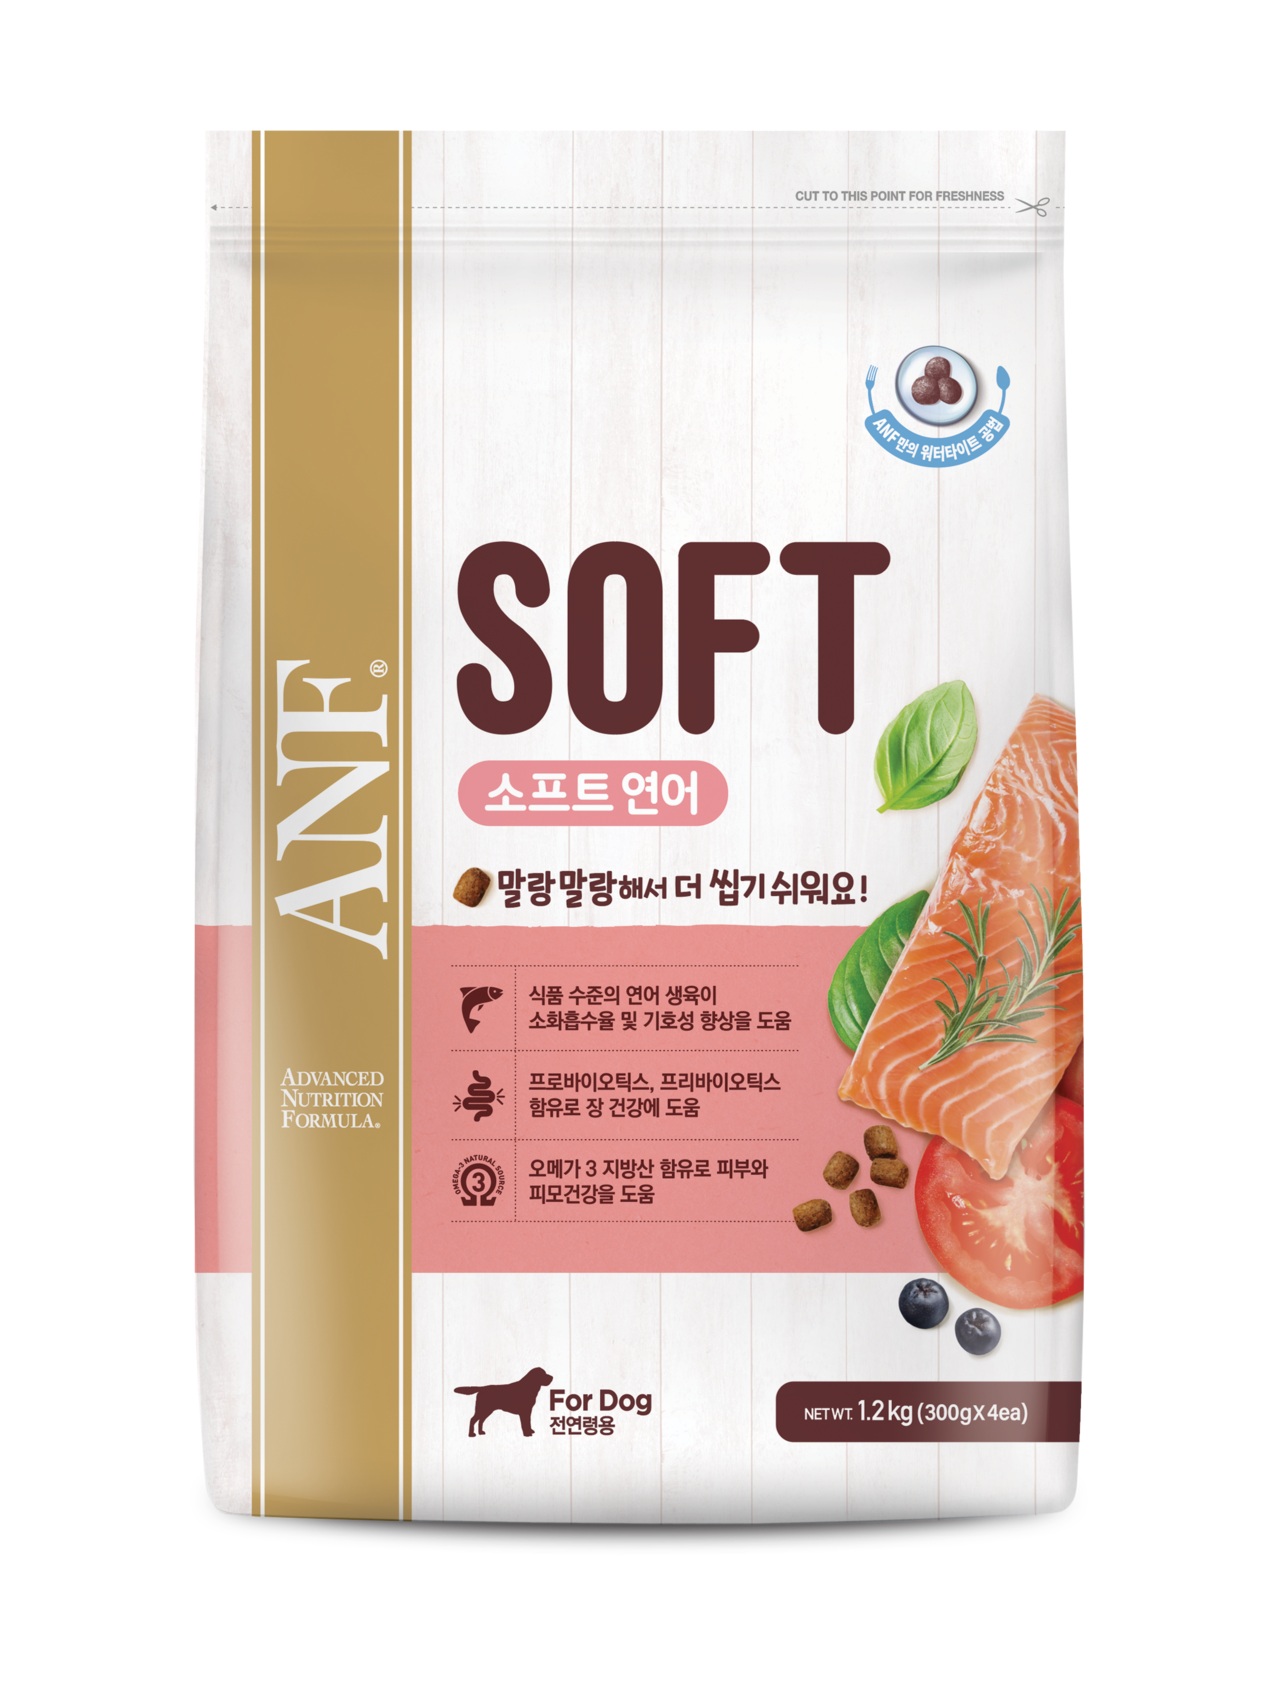 CUT TO THIS POINT FOR FRESHNESS
ANF만의 워터타이트 공법
SOFT
소프트 연어
말랑말랑해서 더 씹기 쉬워요!
ANF®
ADVANCED
NUTRITION
FORMULA®
식품 수준의 연어 생육이
소화흡수율 및 기호성 향상을 도움
프로바이오틱스, 프리바이오틱스
함유로 장 건강에 도움
OMEGA-3 NATURAL SOURCE
3
오메가 3 지방산 함유로 피부와
피모건강을 도움
For Dog
전연령용
NET WT. 1.2 kg (300gX4ea)